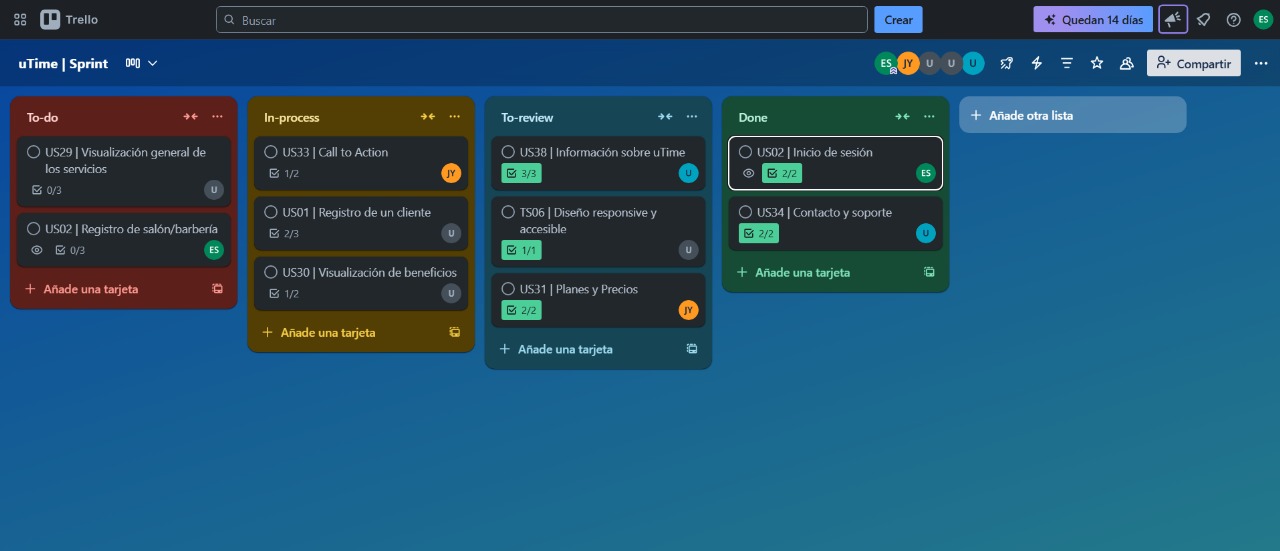 Trello
Buscar
Crear
Quedan 14 días
ES
uTime | Sprint
ES
JY
U
U
U
Compartir
To-do
US29 | Visualización general de
los servicios
0/3
U
US02 | Registro de salón/barbería
0/3
ES
Añade una tarjeta
In-process
US33 | Call to Action
1/2
JY
US01 | Registro de un cliente
2/3
U
US30 | Visualización de beneficios
1/2
U
Añade una tarjeta
To-review
US38 | Información sobre uTime
3/3
U
TS06 | Diseño responsive y
accesible
1/1
U
US31 | Planes y Precios
2/2
JY
Añade una tarjeta
Done
US02 | Inicio de sesión
2/2
ES
US34 | Contacto y soporte
2/2
U
Añade una tarjeta
Añade otra lista